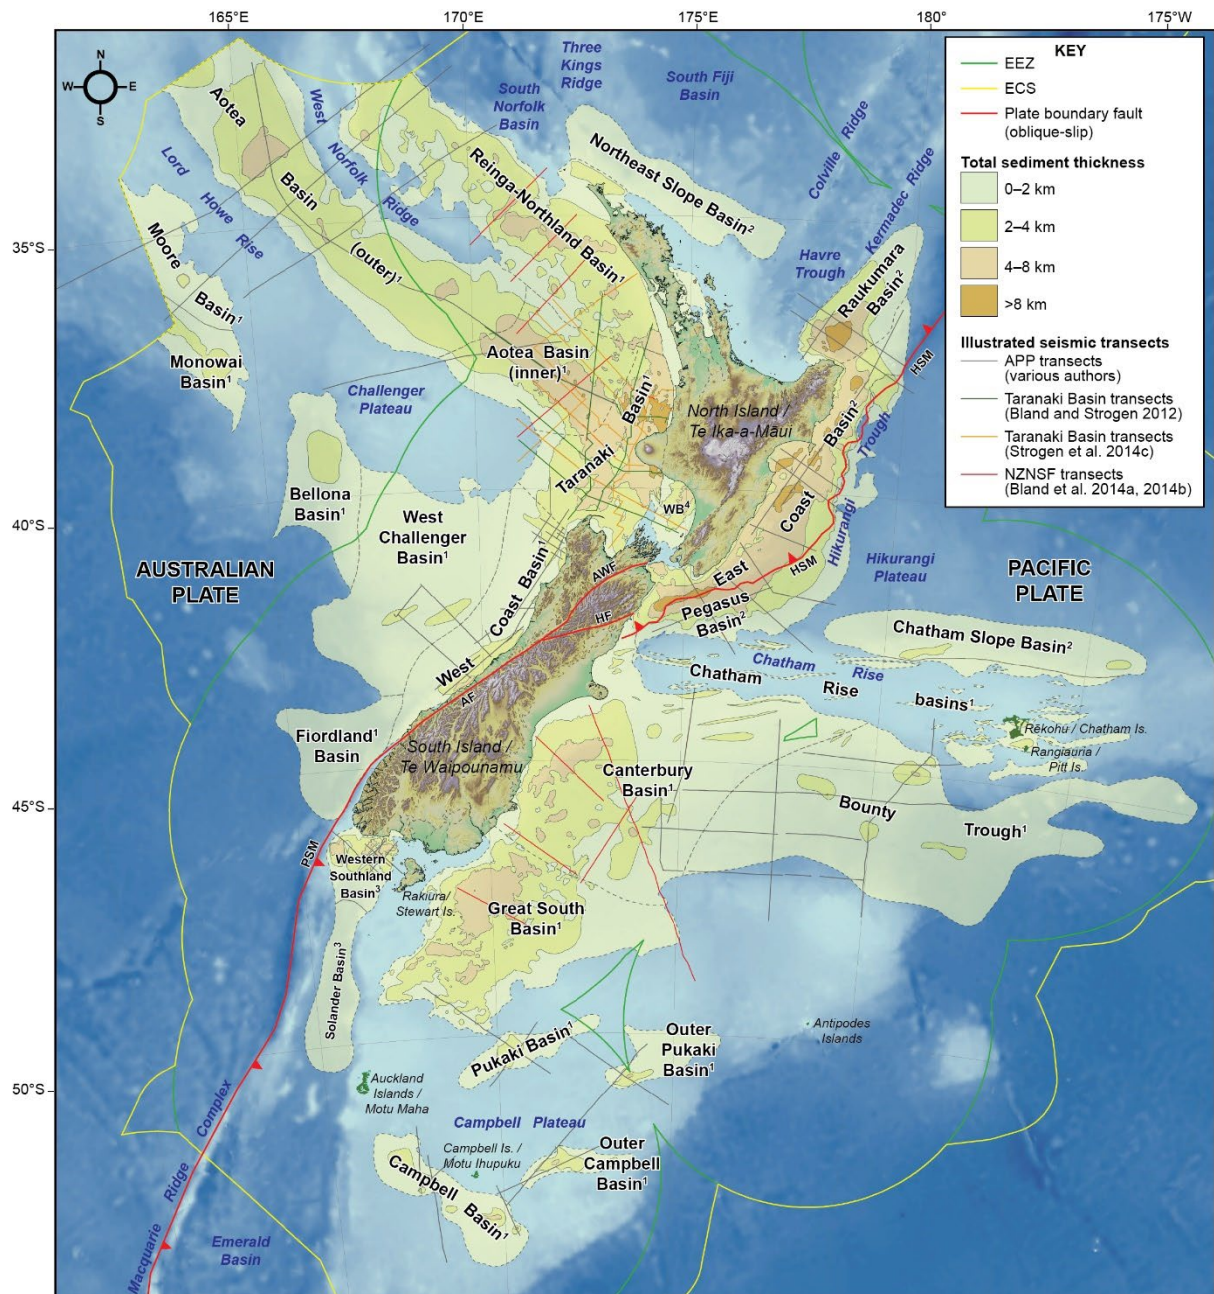 165°E
170°E
175°E
180°
175°W
N
W
E
S
35°S
40°S
45°S
50°S
KEY
EEZ
ECS
Plate boundary fault
(oblique-slip)
Total sediment thickness
0–2 km
2–4 km
4–8 km
>8 km
Illustrated seismic transects
APP transects
(various authors)
Taranaki Basin transects
(Bland and Strogen 2012)
Taranaki Basin transects
(Strogen et al. 2014c)
NZNSF transects
(Bland et al. 2014a, 2014b)
Three
Kings
Ridge
South
Norfolk
Basin
South Fiji
Basin
Colville Ridge
Kermadec Ridge
Havre
Trough
West Norfolk Ridge
Lord Howe Rise
Aotea Basin (outer)¹
Reinga-Northland Basin¹
Northeast Slope Basin²
Raukumara
Basin²
Moore Basin¹
Monowai
Basin¹
Challenger
Plateau
Aotea Basin
(inner)¹
Taranaki Basin¹
North Island /
Te Ika-a-Māui
East Coast Basin²
Hikurangi Trough
HSM
HSM
WB⁴
Bellona
Basin¹
West
Challenger
Basin¹
West Coast Basin¹
AUSTRALIAN
PLATE
PACIFIC
PLATE
Hikurangi
Plateau
Pegasus
Basin²
AWF
HF
AF
Chatham Slope Basin²
Chatham Rise
Chatham Rise basins¹
Rēkohu / Chatham Is.
Rangiauria /
Pitt Is.
Fiordland¹
Basin
South Island /
Te Waipounamu
Canterbury
Basin¹
Bounty Trough¹
PSM
Western
Southland
Basin³
Rakiura/
Stewart Is.
Great South
Basin¹
Solander Basin³
Pukaki Basin¹
Outer
Pukaki
Basin¹
Antipodes
Islands
Auckland
Islands /
Motu Maha
Campbell Plateau
Campbell Is. /
Motu Ihupuku
Outer
Campbell
Basin¹
Campbell Basin¹
Macquarie Ridge Complex
Emerald
Basin